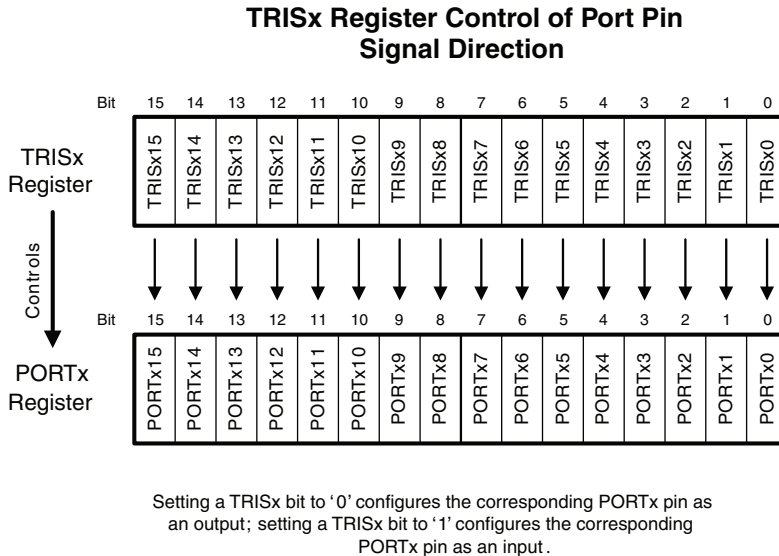 TRISx Register Control of Port Pin
Signal Direction
Bit 15 14 13 12 11 10 9 8 7 6 5 4 3 2 1 0
TRISx
Register
TRISx15 TRISx14 TRISx13 TRISx12 TRISx11 TRISx10 TRISx9 TRISx8 TRISx7 TRISx6 TRISx5 TRISx4 TRISx3 TRISx2 TRISx1 TRISx0
Controls
Bit 15 14 13 12 11 10 9 8 7 6 5 4 3 2 1 0
PORTx
Register
PORTx15 PORTx14 PORTx13 PORTx12 PORTx11 PORTx10 PORTx9 PORTx8 PORTx7 PORTx6 PORTx5 PORTx4 PORTx3 PORTx2 PORTx1 PORTx0
Setting a TRISx bit to ‘0’ configures the corresponding PORTx pin as
an output; setting a TRISx bit to ‘1’ configures the corresponding
PORTx pin as an input.